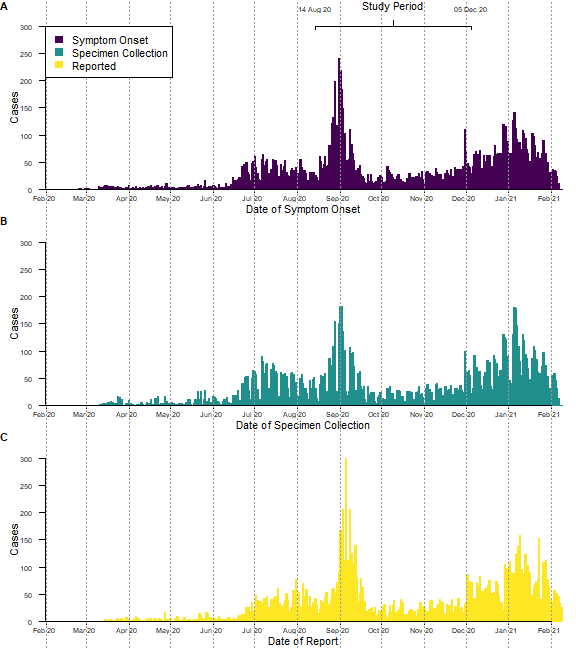 A
14 Aug 20
Study Period
05 Dec 20
Symptom Onset
Specimen Collection
Reported
Cases
300
250
200
150
100
50
0
Feb 20 Mar 20 Apr 20 May 20 Jun 20 Jul 20 Aug 20 Sep 20 Oct 20 Nov 20 Dec 20 Jan 21 Feb 21
Date of Symptom Onset
B
Cases
300
250
200
150
100
50
0
Feb 20 Mar 20 Apr 20 May 20 Jun 20 Jul 20 Aug 20 Sep 20 Oct 20 Nov 20 Dec 20 Jan 21 Feb 21
Date of Specimen Collection
C
Cases
300
250
200
150
100
50
0
Feb 20 Mar 20 Apr 20 May 20 Jun 20 Jul 20 Aug 20 Sep 20 Oct 20 Nov 20 Dec 20 Jan 21 Feb 21
Date of Report